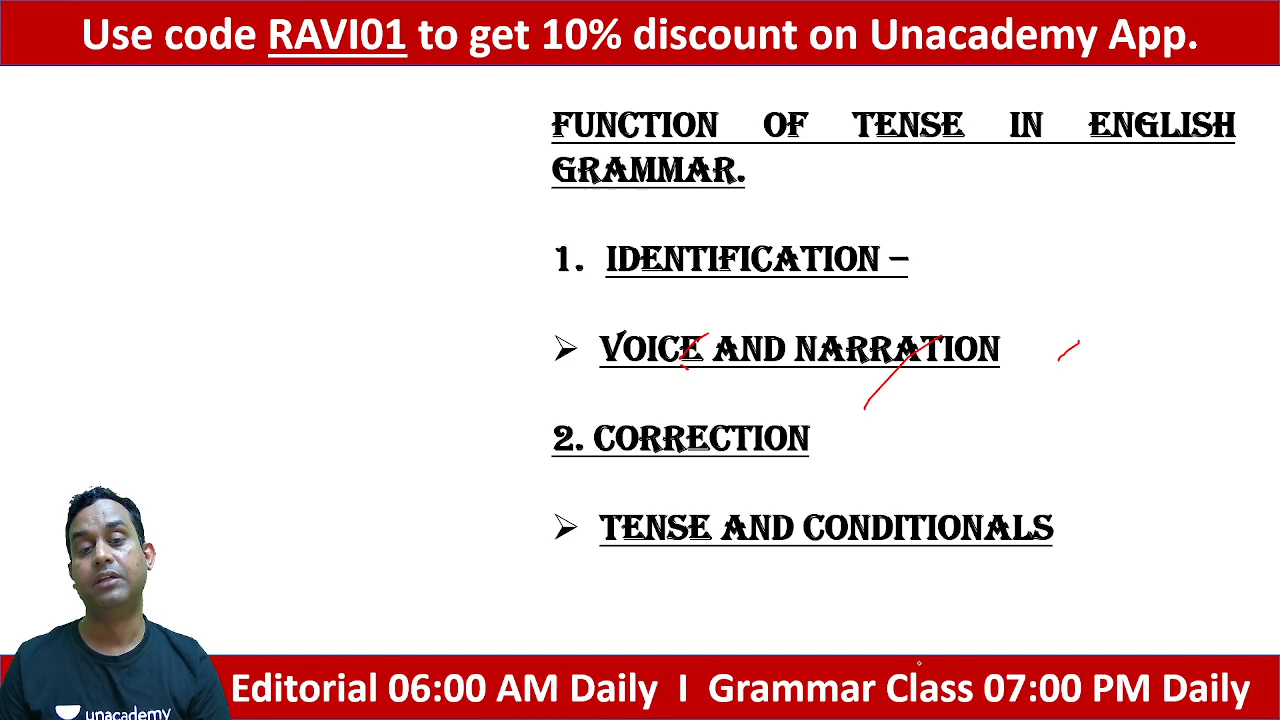 Use code RAVI01 to get 10% discount on Unacademy App.
FUNCTION OF TENSE IN ENGLISH
GRAMMAR.
1. IDENTIFICATION –
➢ VOICE AND NARRATION
2. CORRECTION
➢ TENSE AND CONDITIONALS
unacademy
Editorial 06:00 AM Daily I Grammar Class 07:00 PM Daily